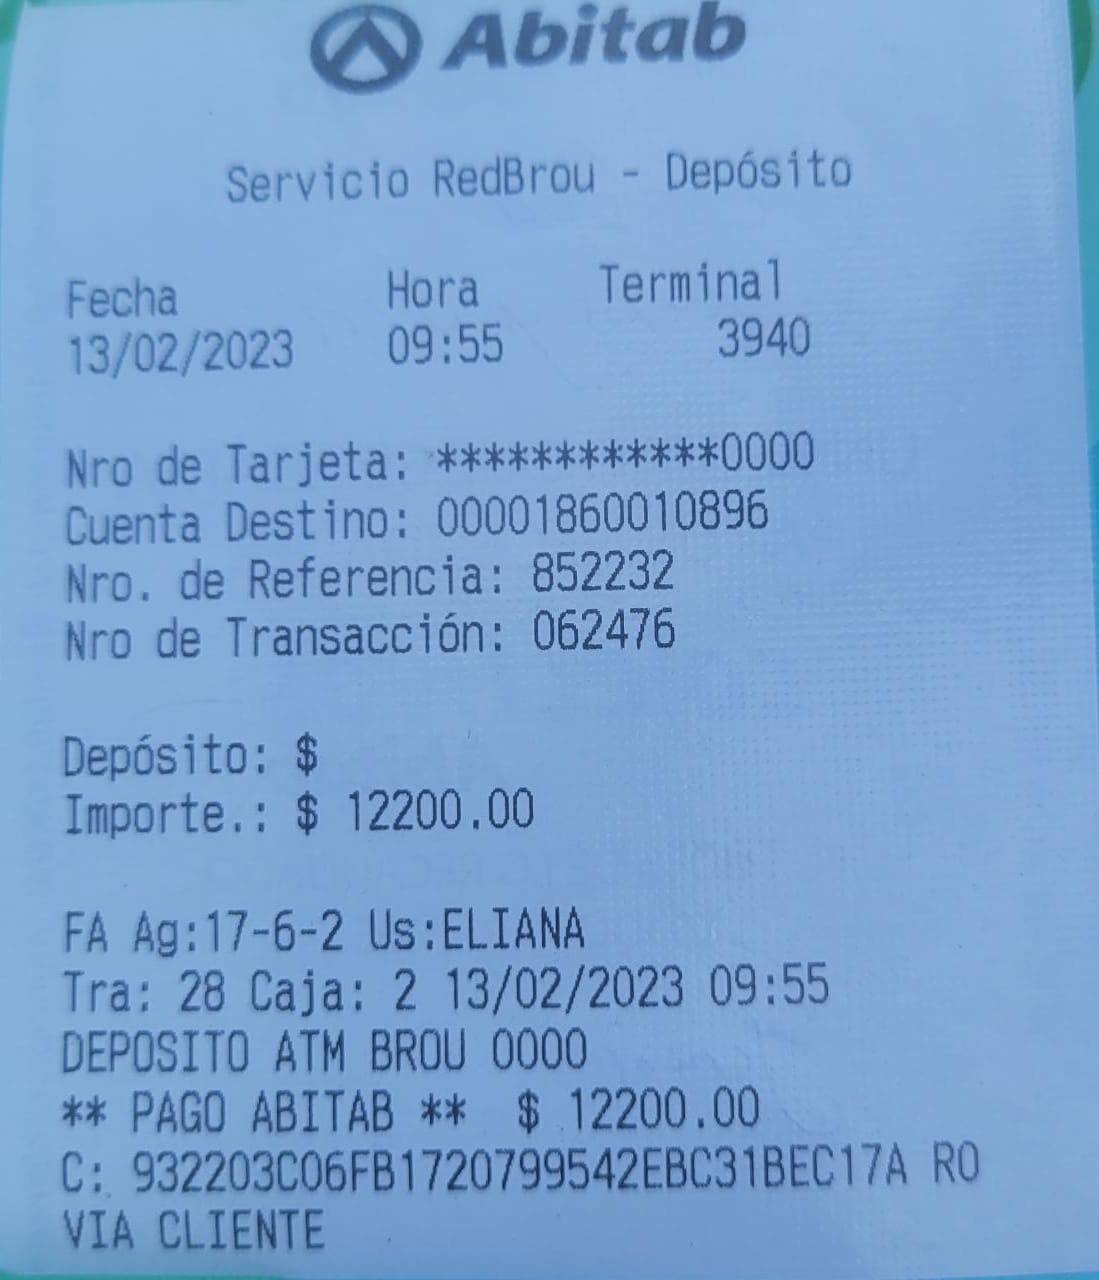 Abitab
Servicio RedBrou - Depósito
Fecha Hora Terminal
13/02/2023 09:55 3940
Nro de Tarjeta: ************0000
Cuenta Destino: 00001860010896
Nro. de Referencia: 852232
Nro de Transacción: 062476
Depósito: $
Importe.: $ 12200.00
FA Ag:17-6-2 Us:ELIANA
Tra: 28 Caja: 2 13/02/2023 09:55
DEPOSITO ATM BROU 0000
** PAGO ABITAB ** $ 12200.00
C: 932203C06FB1720799542EBC31BEC17A RO
VIA CLIENTE